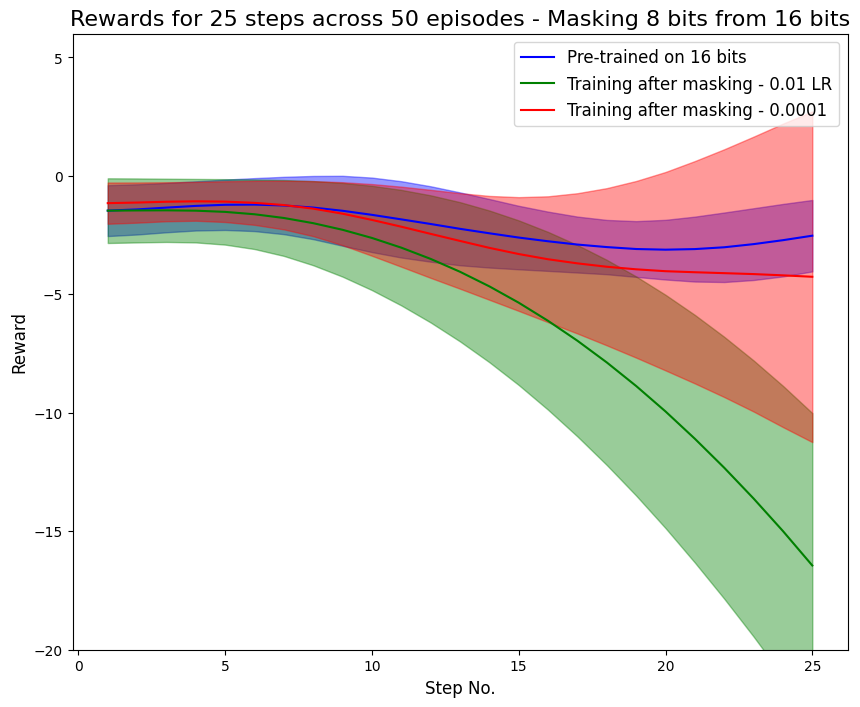 Rewards for 25 steps across 50 episodes - Masking 8 bits from 16 bits
Pre-trained on 16 bits
Training after masking - 0.01 LR
Training after masking - 0.0001
Reward
5
0
−5
−10
−15
−20
0 5 10 15 20 25
Step No.